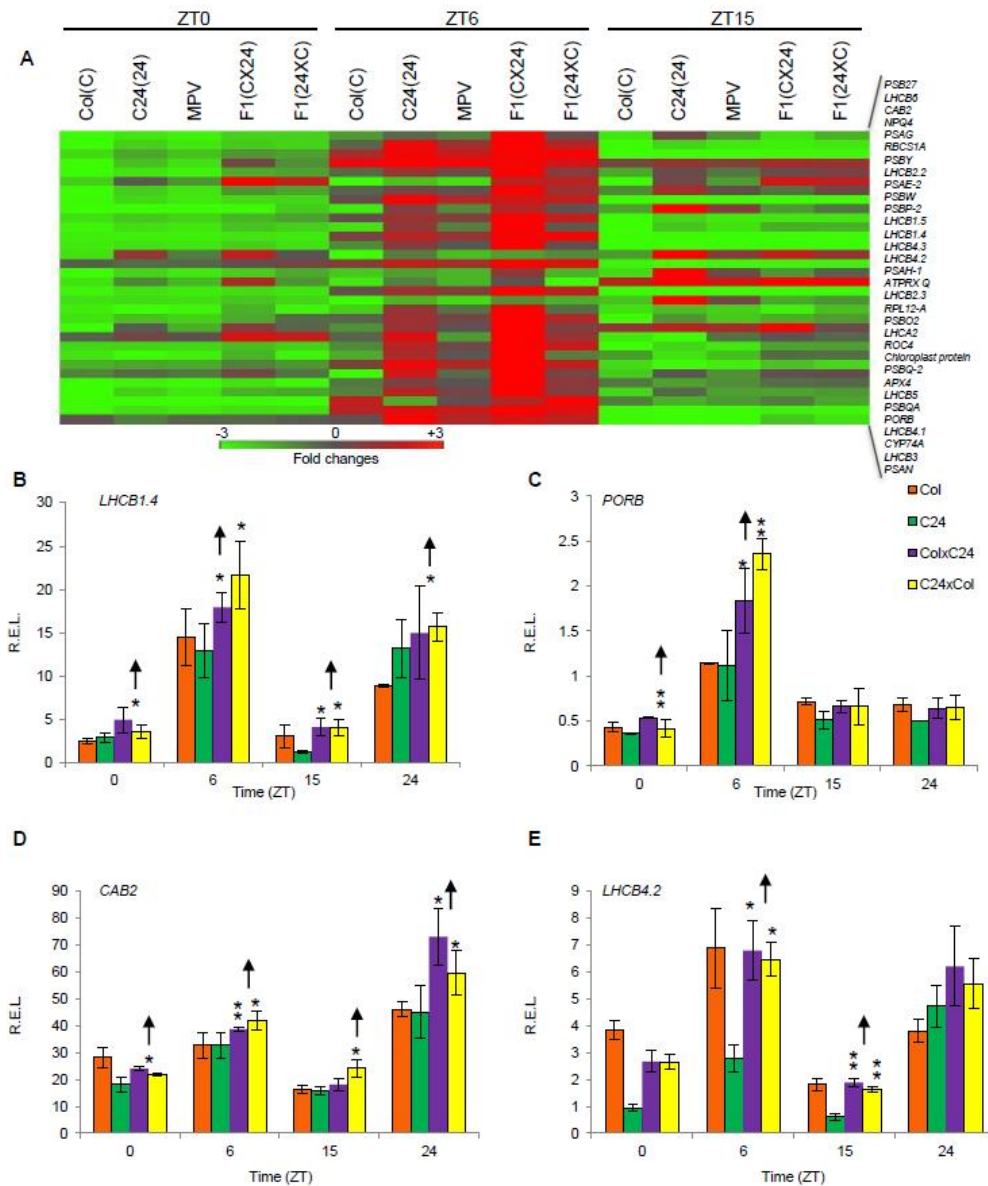 ZT0 ZT6 ZT15
A
Col(C) C24(24) MPV F1(CX24) F1(24XC) Col(C) C24(24) MPV F1(CX24) F1(24XC) Col(C) C24(24) MPV F1(CX24) F1(24XC)
PSB27
LHCB6
CAB2
NPQ4
PSAG
RBCS1A
PSBY
LHCB2.2
PSAE-2
PSBW
PSBP-2
LHCB1.5
LHCB1.4
LHCB4.3
LHCB4.2
PSAH-1
ATPRX Q
LHCB2.3
RPL12-A
PSBO2
LHCA2
ROC4
Chloroplast protein
PSBQ-2
APX4
LHCB5
PSBQA
PORB
LHCB4.1
CYP74A
LHCB3
PSAN
-3 0 +3
Fold changes
B
LHCB1.4
30
25
20
15
10
5
0
R.E.L.
* * * * * * *
0 6 15 24
Time (ZT)
C
PORB
3
2.5
2
1.5
1
0.5
0
R.E.L.
** * **
0 6 15 24
Time (ZT)
Col
C24
ColxC24
C24xCol
D
CAB2
90
80
70
60
50
40
30
20
10
0
R.E.L.
* ** * * * *
0 6 15 24
Time (ZT)
E
LHCB4.2
9
8
7
6
5
4
3
2
1
0
R.E.L
* * ** **
0 6 15 24
Time (ZT)